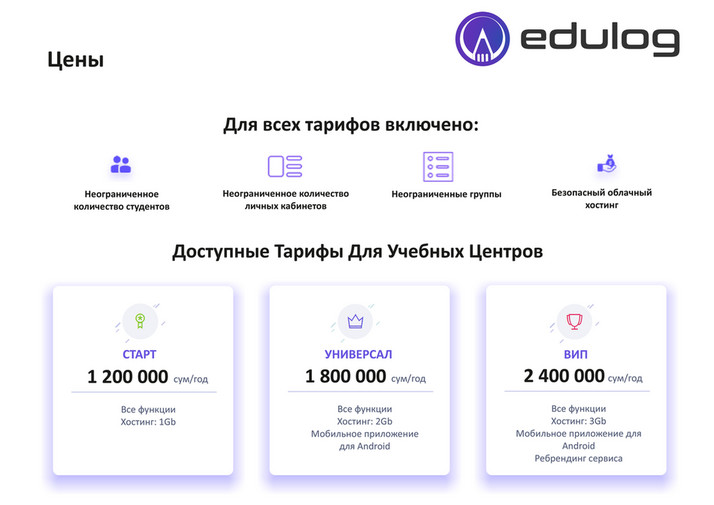 edulog
Цены
Для всех тарифов включено:
Неограниченное
количество студентов
Неограниченное количество
личных кабинетов
Неограниченные группы
Безопасный облачный
хостинг
Доступные Тарифы Для Учебных Центров
СТАРТ
1 200 000 сум/год
Все функции
Хостинг: 1Gb
УНИВЕРСАЛ
1 800 000 сум/год
Все функции
Хостинг: 2Gb
Мобильное приложение
для Android
ВИП
2 400 000 сум/год
Все функции
Хостинг: 3Gb
Мобильное приложение для
Android
Ребрендинг сервиса